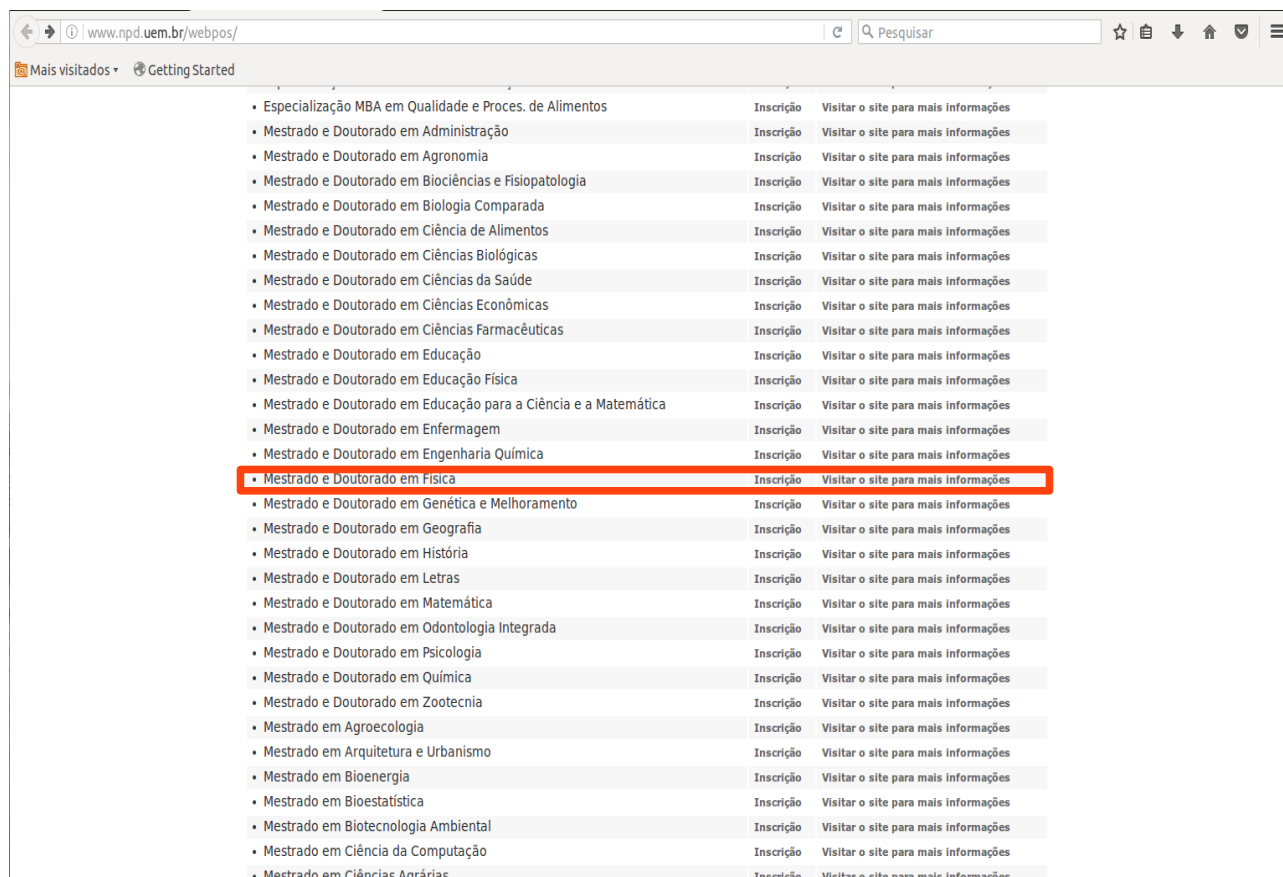 www.npd.uem.br/webpos/
Pesquisar
Mais visitados
Getting Started
• Especialização MBA em Qualidade e Proces. de Alimentos Inscrição Visitar o site para mais informações
• Mestrado e Doutorado em Administração Inscrição Visitar o site para mais informações
• Mestrado e Doutorado em Agronomia Inscrição Visitar o site para mais informações
• Mestrado e Doutorado em Biociências e Fisiopatologia Inscrição Visitar o site para mais informações
• Mestrado e Doutorado em Biologia Comparada Inscrição Visitar o site para mais informações
• Mestrado e Doutorado em Ciência de Alimentos Inscrição Visitar o site para mais informações
• Mestrado e Doutorado em Ciências Biológicas Inscrição Visitar o site para mais informações
• Mestrado e Doutorado em Ciências da Saúde Inscrição Visitar o site para mais informações
• Mestrado e Doutorado em Ciências Econômicas Inscrição Visitar o site para mais informações
• Mestrado e Doutorado em Ciências Farmacêuticas Inscrição Visitar o site para mais informações
• Mestrado e Doutorado em Educação Inscrição Visitar o site para mais informações
• Mestrado e Doutorado em Educação Física Inscrição Visitar o site para mais informações
• Mestrado e Doutorado em Educação para a Ciência e a Matemática Inscrição Visitar o site para mais informações
• Mestrado e Doutorado em Enfermagem Inscrição Visitar o site para mais informações
• Mestrado e Doutorado em Engenharia Química Inscrição Visitar o site para mais informações
• Mestrado e Doutorado em Física Inscrição Visitar o site para mais informações
• Mestrado e Doutorado em Genética e Melhoramento Inscrição Visitar o site para mais informações
• Mestrado e Doutorado em Geografia Inscrição Visitar o site para mais informações
• Mestrado e Doutorado em História Inscrição Visitar o site para mais informações
• Mestrado e Doutorado em Letras Inscrição Visitar o site para mais informações
• Mestrado e Doutorado em Matemática Inscrição Visitar o site para mais informações
• Mestrado e Doutorado em Odontologia Integrada Inscrição Visitar o site para mais informações
• Mestrado e Doutorado em Psicologia Inscrição Visitar o site para mais informações
• Mestrado e Doutorado em Química Inscrição Visitar o site para mais informações
• Mestrado e Doutorado em Zootecnia Inscrição Visitar o site para mais informações
• Mestrado em Agroecologia Inscrição Visitar o site para mais informações
• Mestrado em Arquitetura e Urbanismo Inscrição Visitar o site para mais informações
• Mestrado em Bioenergia Inscrição Visitar o site para mais informações
• Mestrado em Bioestatística Inscrição Visitar o site para mais informações
• Mestrado em Biotecnologia Ambiental Inscrição Visitar o site para mais informações
• Mestrado em Ciência da Computação Inscrição Visitar o site para mais informações
• Mestrado em Ciências Agrárias Inscrição Visitar o site para mais informações